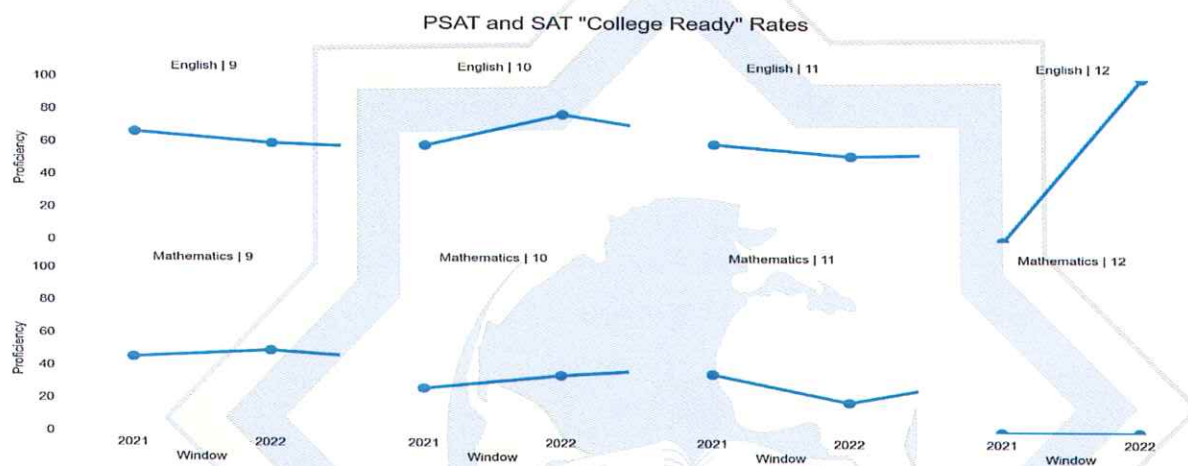 PSAT and SAT "College Ready" Rates
English | 9
English | 10
English | 11
English | 12
100
80
60
40
20
0
Proficiency
Mathematics | 9
Mathematics | 10
Mathematics | 11
Mathematics | 12
100
80
60
40
20
0
Proficiency
2021 2022 2021 2022 2021 2022 2021 2022
Window Window Window Window